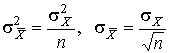 σ²_X̄ = σ²_X / n, σ_X̄ = σ_X / √n